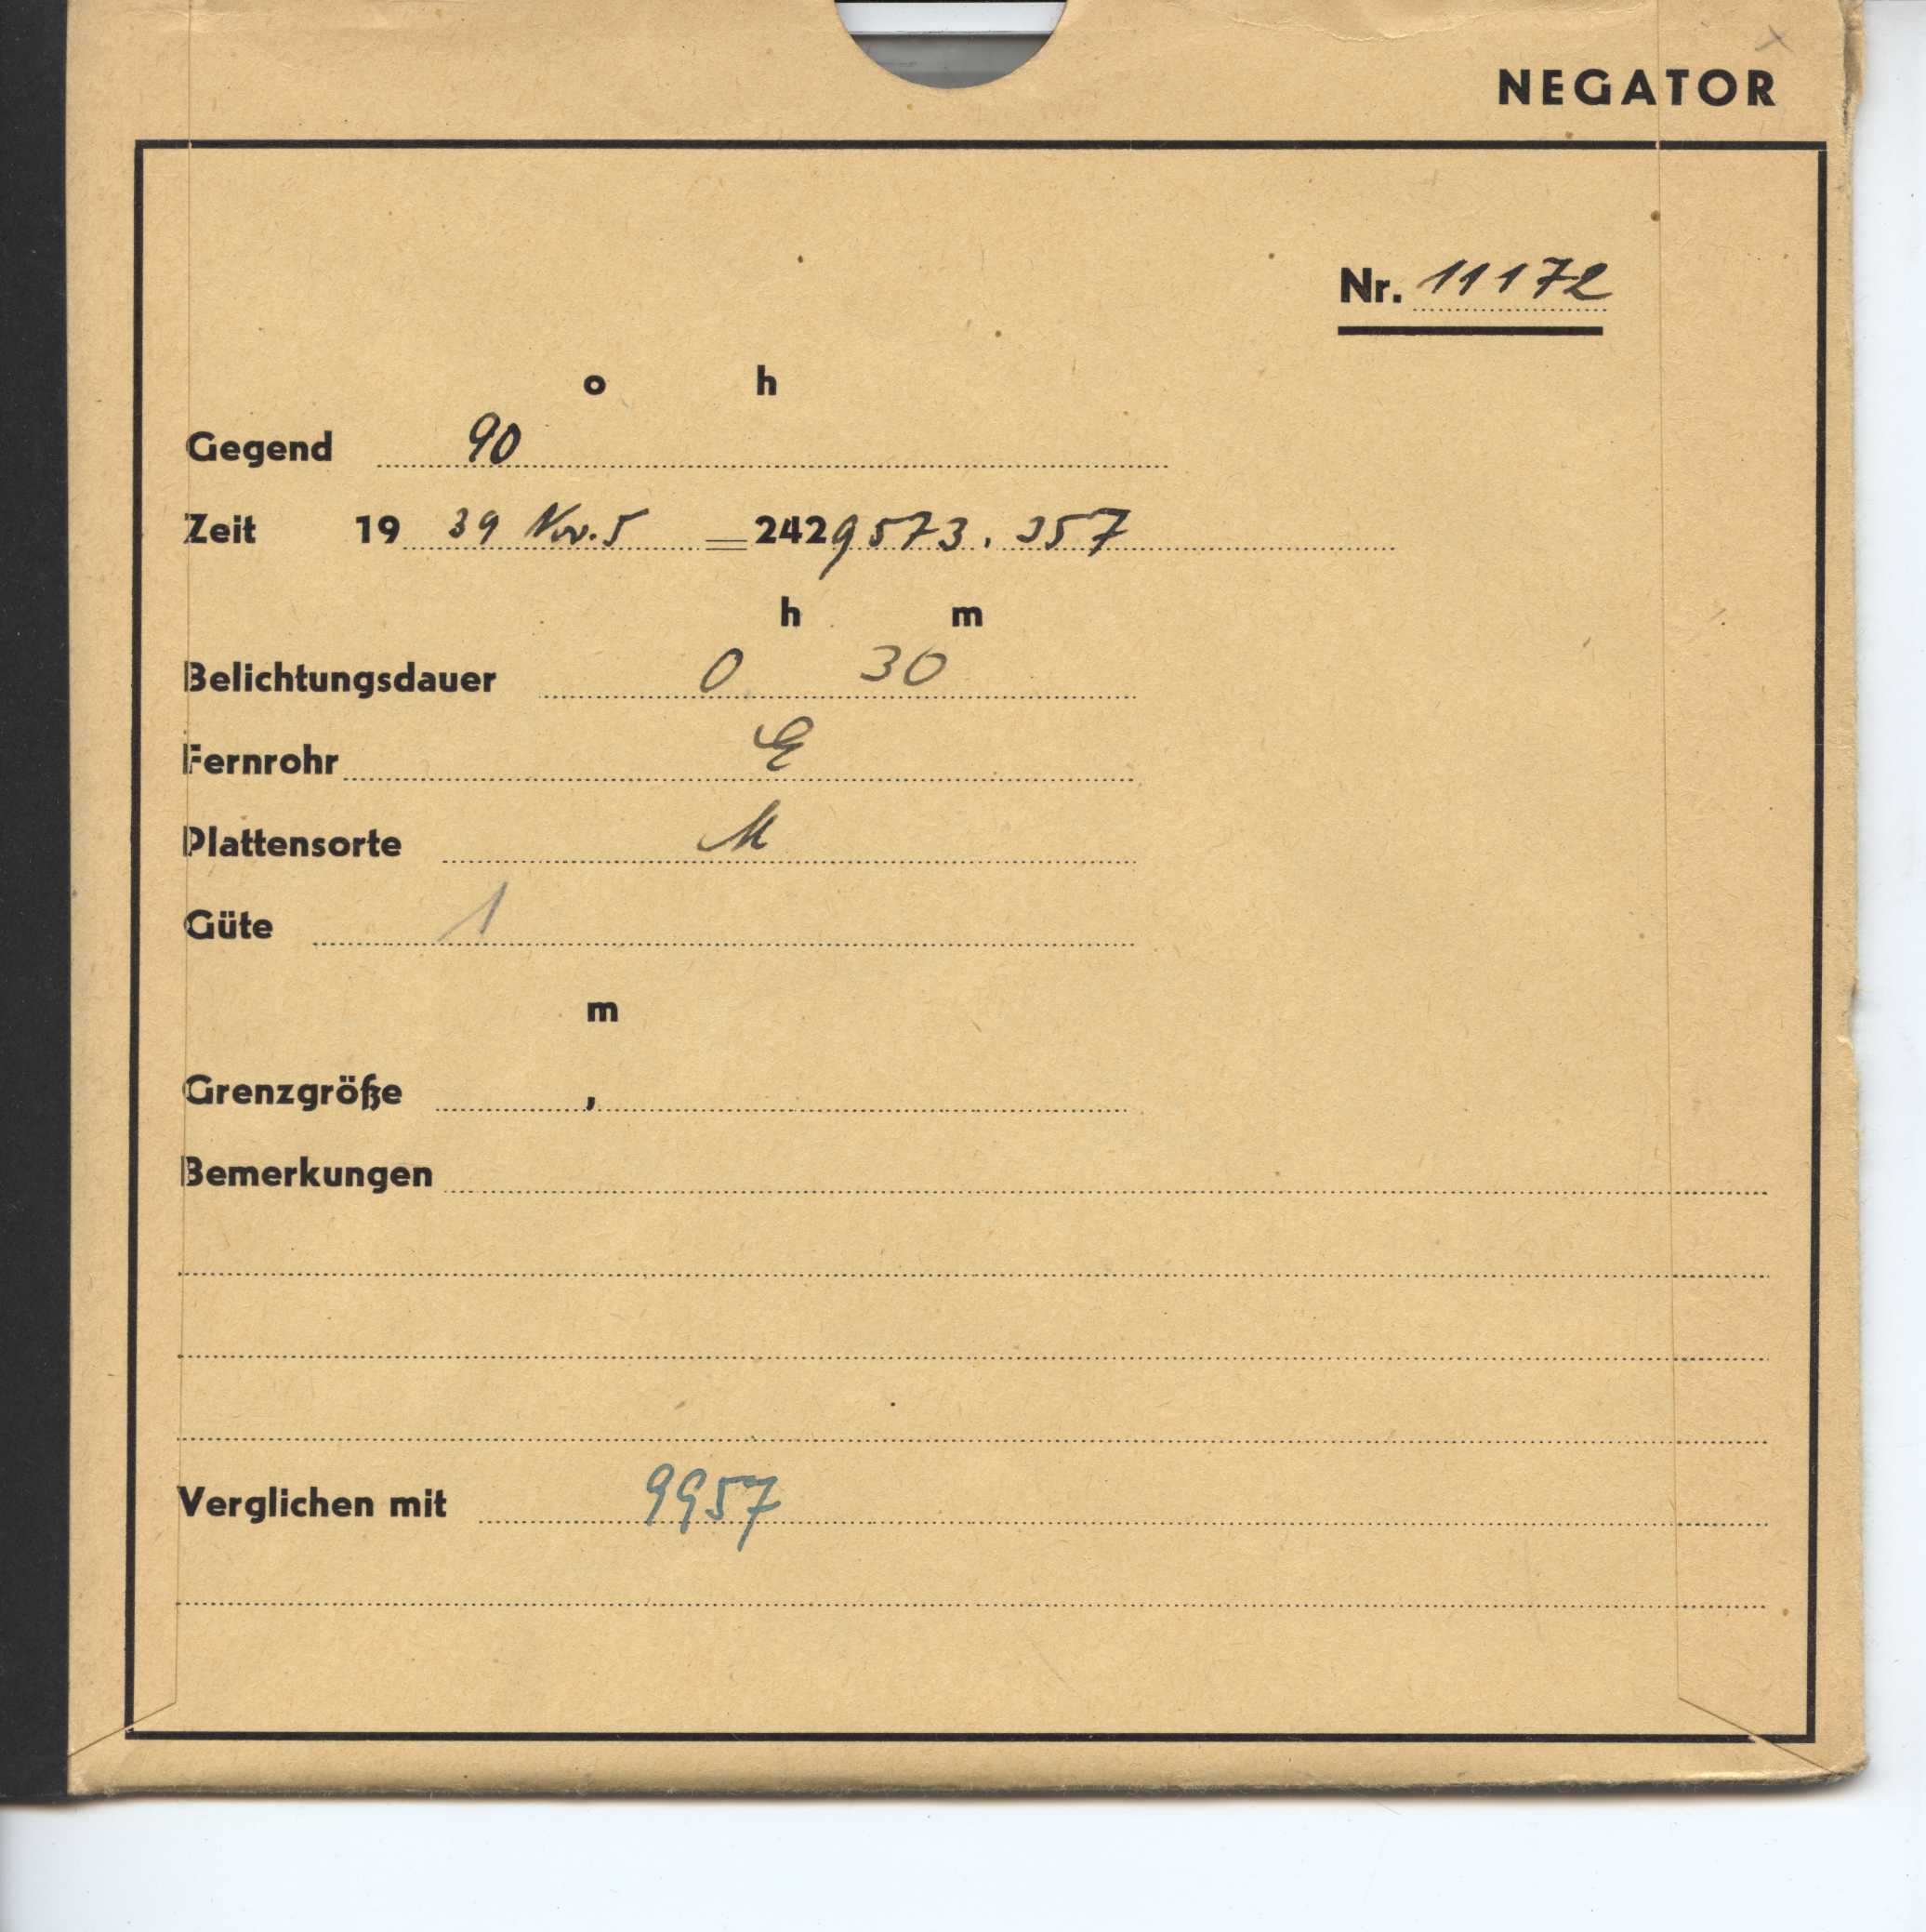 NEGATOR
Nr. 11172
o h
Gegend 90
Zeit 19 39 Nov. 5 = 2429573.357
h m
Belichtungsdauer 0 30
Fernrohr E
Plattensorte M
Güte 1
m
Grenzgröße ,
Bemerkungen
Verglichen mit 9957